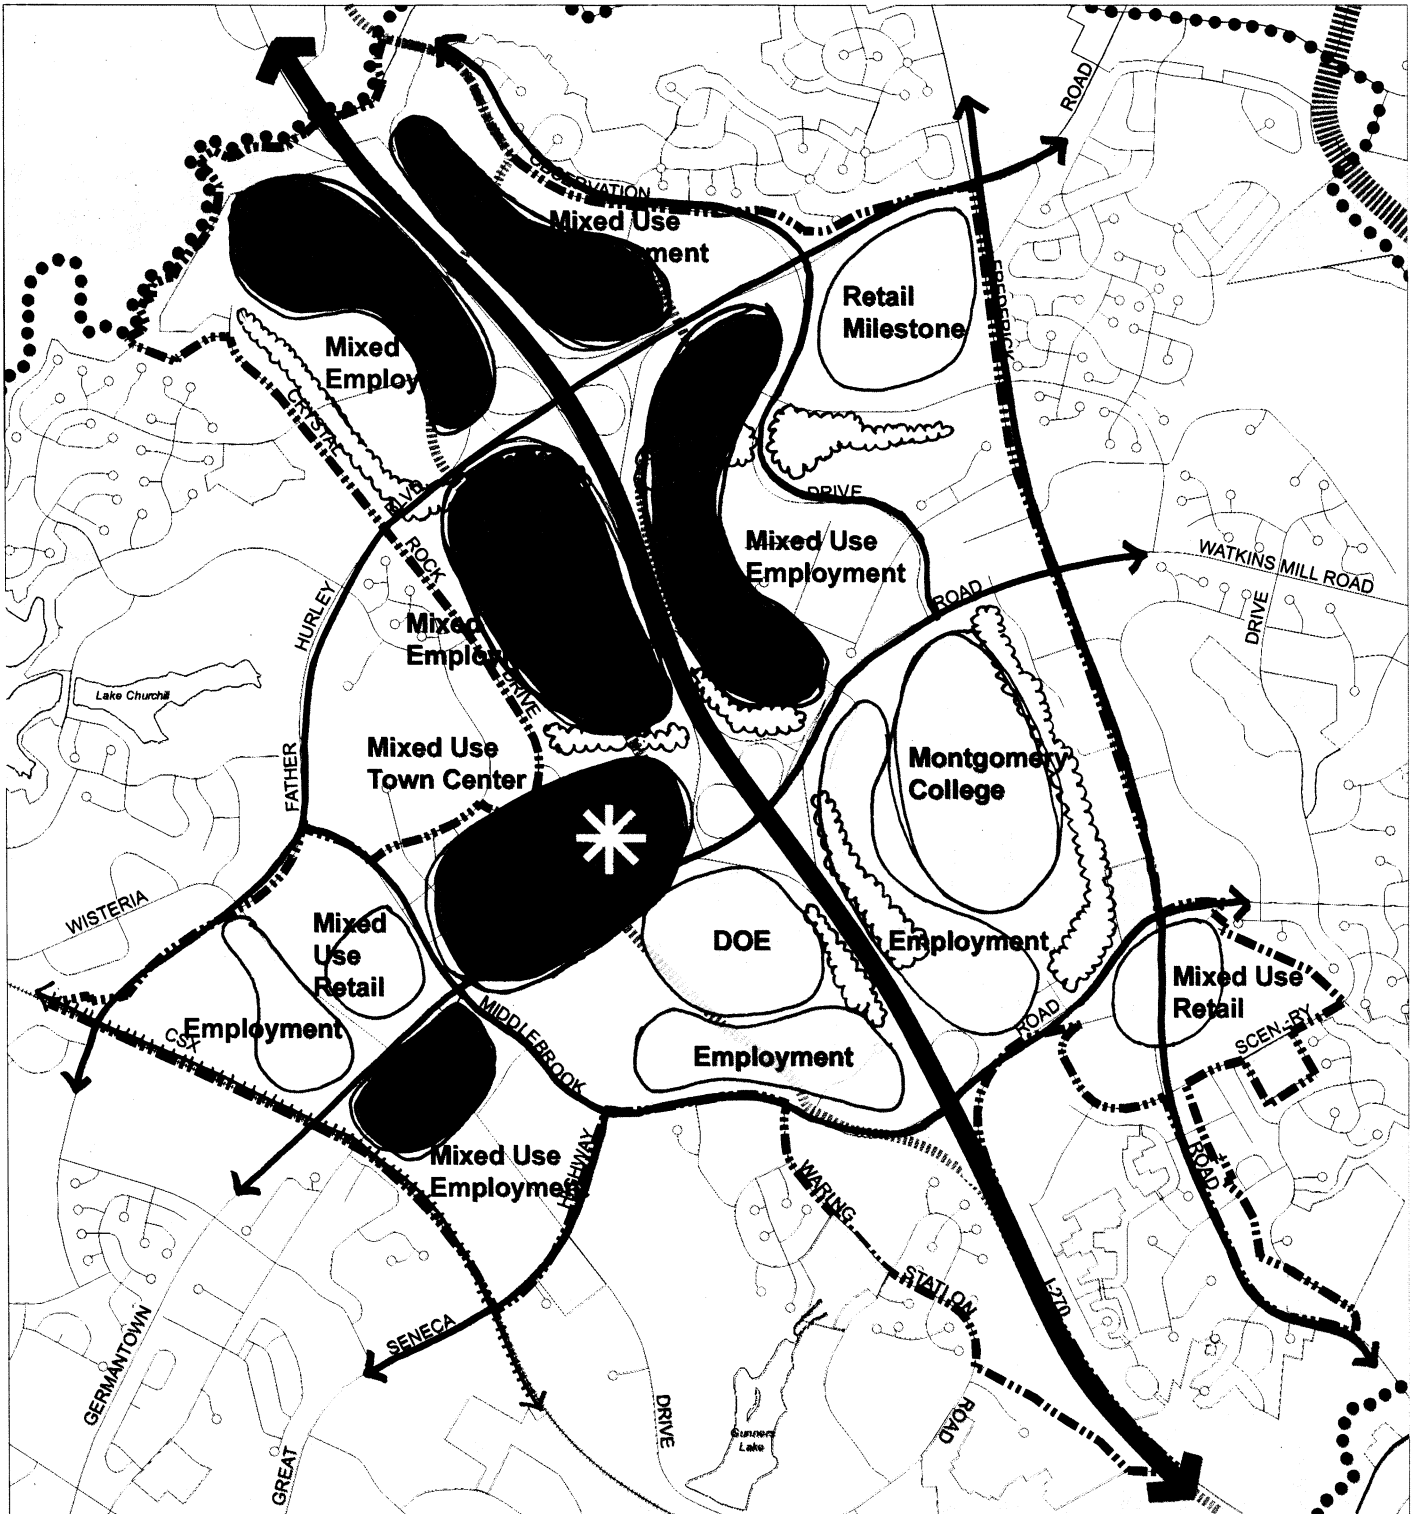 ROAD
OBSERVATION
Mixed Use
ment
FREDERICK
Retail
Milestone
Mixed
Employ
CRYSTAL
BLVD
DRIVE
ROCK
Mixed Use
Employment
WATKINS MILL ROAD
ROAD
DRIVE
HURLEY
Mixed
Employm
DRIVE
Lake Churchill
Mixed Use
Town Center
FATHER
Montgomery
College
WISTERIA
Mixed
Use
Retail
DOE
Employment
Mixed Use
Retail
MIDDLEBROOK
ROAD
Employment
CSX
SCEN RY
Employment
Mixed Use
Employment
HIGHWAY
WARING
ROAD
STATION
I-270
SENECA
GERMANTOWN
DRIVE
ROAD
Gunners
Lake
GREAT